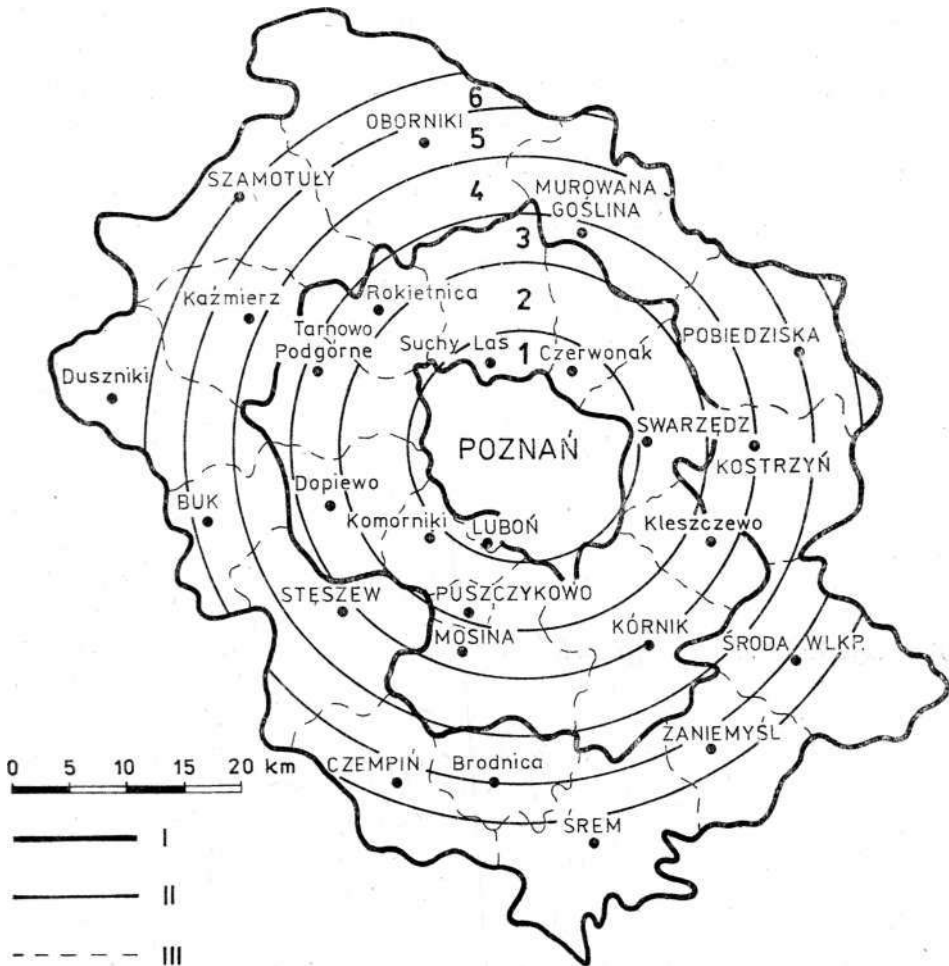 6
OBORNIKI
5
SZAMOTUŁY
4
MUROWANA
GOŚLINA
3
Kaźmierz
Rokietnica
2
Tarnowo
Podgórne
Suchy Las
1
Czerwonak
POBIEDZISKA
Duszniki
POZNAŃ
SWARZĘDZ
KOSTRZYŃ
BUK
Dopiewo
Komorniki
LUBOŃ
Kleszczewo
STĘSZEW
PUSZCZYKOWO
MOSINA
KÓRNIK
ŚRODA WLKP.
ZANIEMYŚL
0 5 10 15 20 km
CZEMPIŃ
Brodnica
ŚREM
I
II
III